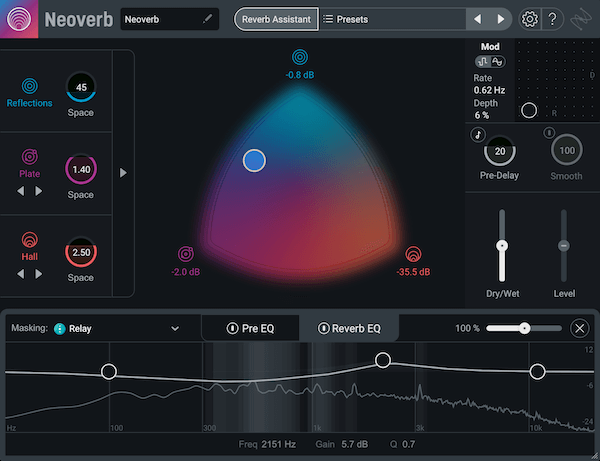 Neoverb
Neoverb
Reverb Assistant
Presets
?
Reflections
45
Space
Plate
1.40
Space
Hall
2.50
Space
-0.8 dB
-2.0 dB
-35.5 dB
Mod
Rate
0.62 Hz
Depth
6 %
D
R
20
Pre-Delay
100
Smooth
Dry/Wet
Level
Masking: Relay
Pre EQ
Reverb EQ
100 %
12
-6
-24
Hz
100
300
1k
3k
10k
Freq 2151 Hz Gain 5.7 dB Q 0.7